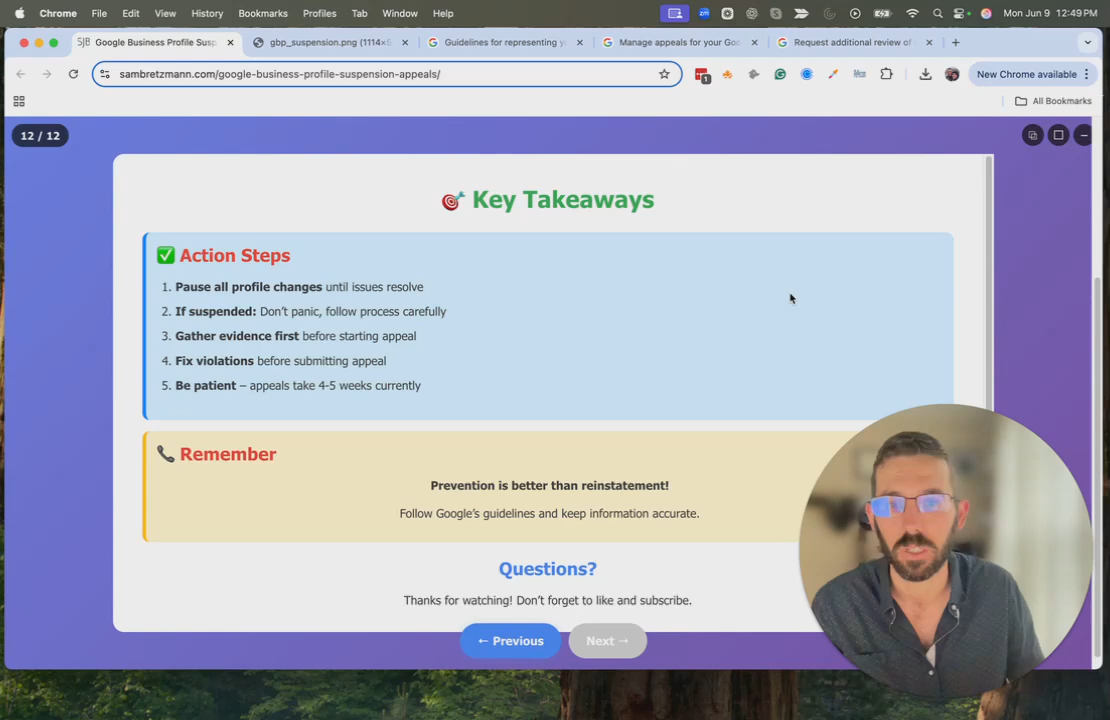 Chrome File Edit View History Bookmarks Profiles Tab Window Help Mon Jun 9 12:49 PM
SJB Google Business Profile Susp gbp_suspension.png (1114×5 Guidelines for representing y Manage appeals for your Goo Request additional review of
sambretzmann.com/google-business-profile-suspension-appeals/ 1 New Chrome available
All Bookmarks
12 / 12
🎯 Key Takeaways
✅ Action Steps
1. Pause all profile changes until issues resolve
2. If suspended: Don’t panic, follow process carefully
3. Gather evidence first before starting appeal
4. Fix violations before submitting appeal
5. Be patient – appeals take 4-5 weeks currently
📞 Remember
Prevention is better than reinstatement!
Follow Google’s guidelines and keep information accurate.
Questions?
Thanks for watching! Don’t forget to like and subscribe.
← Previous Next →